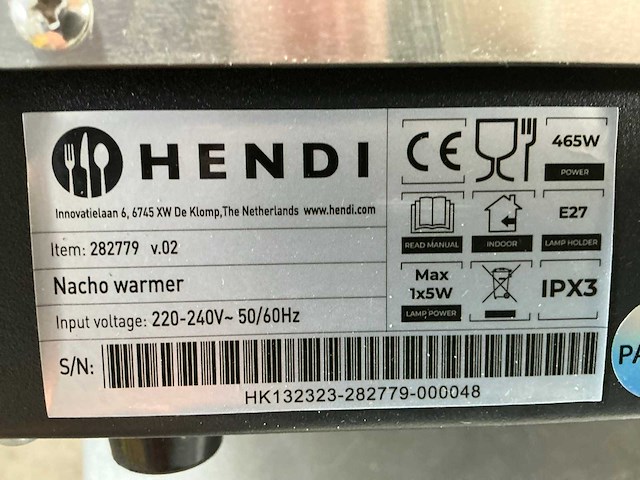 HENDI
Innovatielaan 6, 6745 XW De Klomp,The Netherlands www.hendi.com
Item: 282779 v.02
Nacho warmer
Input voltage: 220-240V~ 50/60Hz
S/N:
HK132323-282779-000048
CE
465W
POWER
READ MANUAL
INDOOR
E27
LAMP HOLDER
Max
1x5W
LAMP POWER
IPX3
PA